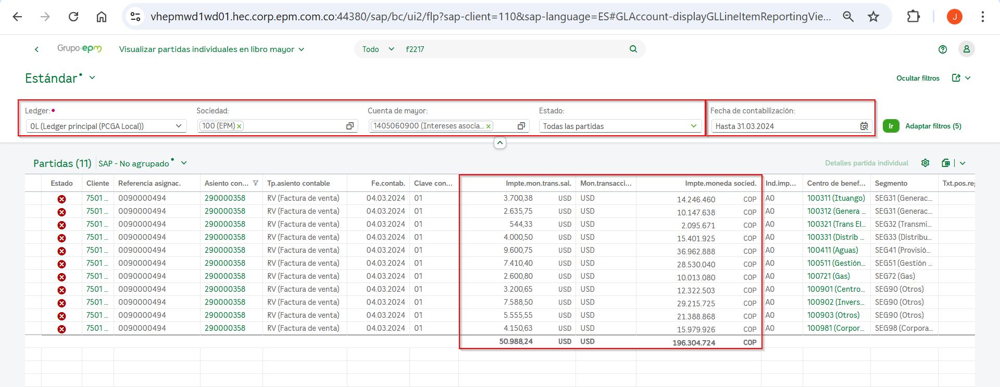 vhepmwd1wd01.hec.corp.epm.com.co:44380/sap/bc/ui2/flp?sap-client=110&sap-language=ES#GLAccount-displayGLLineItemReportingVie...
J
Grupo·epm Visualizar partidas individuales en libro mayor Todo f2217
Estándar* Ocultar filtros
Ledger: Sociedad: Cuenta de mayor: Estado: Fecha de contabilización:
0L (Ledger principal (PCGA Local)) 100 (EPM) 1405060900 (Intereses asocia... Todas las partidas Hasta 31.03.2024 Ir Adaptar filtros (5)
Partidas (11) SAP - No agrupado* Detalles partida individual
Estado Cliente Referencia asignac. Asiento con... Tp.asiento contable Fe.contab. Clave con... Impte.mon.trans.sal. Mon.transacci... Impte.moneda socied. Ind.imp... Centro de benef... Segmento Txt.pos.reg
7501 ... 0090000494 290000358 RV (Factura de venta) 04.03.2024 01 3.700,38 USD USD 14.246.460 COP A0 100311 (Ituango) SEG31 (Generac...
7501 ... 0090000494 290000358 RV (Factura de venta) 04.03.2024 01 2.635,75 USD USD 10.147.638 COP A0 100312 (Genera ... SEG31 (Generac...
7501 ... 0090000494 290000358 RV (Factura de venta) 04.03.2024 01 544,33 USD USD 2.095.671 COP A0 100321 (Trans El... SEG32 (Transmi...
7501 ... 0090000494 290000358 RV (Factura de venta) 04.03.2024 01 4.000,50 USD USD 15.401.925 COP A0 100331 (Distrib ... SEG33 (Distribu...
7501 ... 0090000494 290000358 RV (Factura de venta) 04.03.2024 01 9.600,75 USD USD 36.962.888 COP A0 100411 (Aguas) SEG41 (Provisió...
7501 ... 0090000494 290000358 RV (Factura de venta) 04.03.2024 01 7.410,40 USD USD 28.530.040 COP A0 100511 (Gestión... SEG51 (Gestión ...
7501 ... 0090000494 290000358 RV (Factura de venta) 04.03.2024 01 2.600,80 USD USD 10.013.080 COP A0 100721 (Gas) SEG72 (Gas)
7501 ... 0090000494 290000358 RV (Factura de venta) 04.03.2024 01 3.200,65 USD USD 12.322.503 COP A0 100901 (Centro... SEG90 (Otros)
7501 ... 0090000494 290000358 RV (Factura de venta) 04.03.2024 01 7.588,50 USD USD 29.215.725 COP A0 100902 (Invers... SEG90 (Otros)
7501 ... 0090000494 290000358 RV (Factura de venta) 04.03.2024 01 5.555,55 USD USD 21.388.868 COP A0 100903 (Otros) SEG90 (Otros)
7501 ... 0090000494 290000358 RV (Factura de venta) 04.03.2024 01 4.150,63 USD USD 15.979.926 COP A0 100981 (Corpor... SEG98 (Corpora...
50.988,24 USD USD 196.304.724 COP